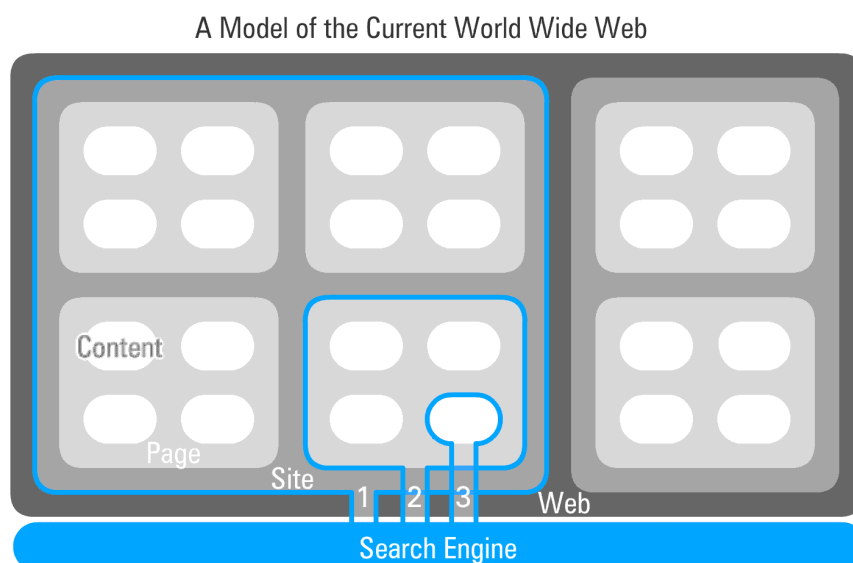 A Model of the Current World Wide Web
Content
Page
Site
1
2
3
Web
Search Engine